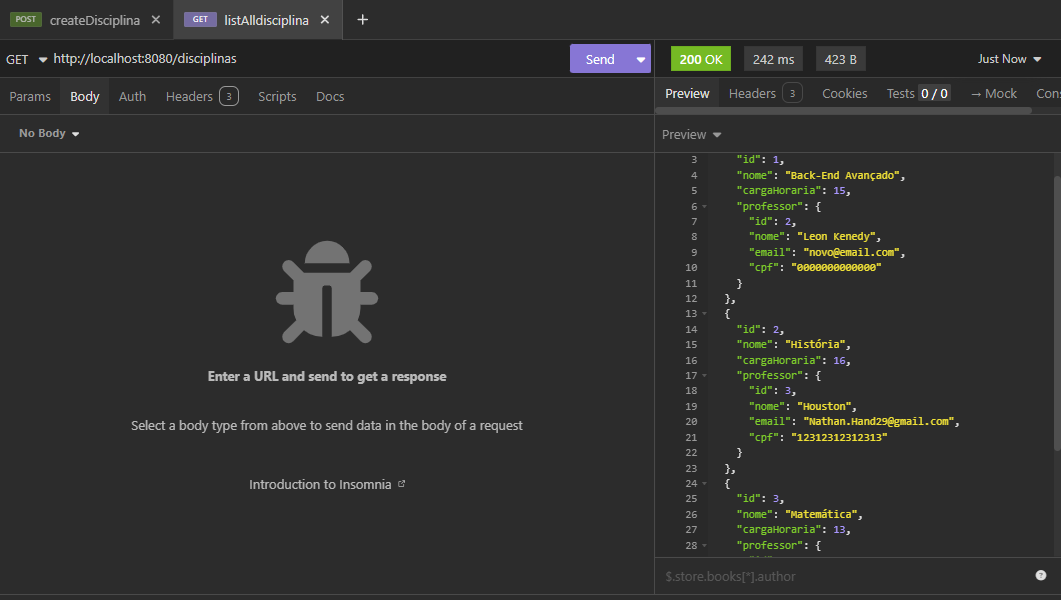 POST createDisciplina
GET listAlldisciplina
GET http://localhost:8080/disciplinas Send
Params Body Auth Headers 3 Scripts Docs
No Body
Enter a URL and send to get a response
Select a body type from above to send data in the body of a request
Introduction to Insomnia
200 OK 242 ms 423 B Just Now
Preview Headers 3 Cookies Tests 0 / 0 → Mock Con
Preview
3 "id": 1,
4 "nome": "Back-End Avançado",
5 "cargaHoraria": 15,
6 "professor": {
7 "id": 2,
8 "nome": "Leon Kenedy",
9 "email": "novo@email.com",
10 "cpf": "0000000000000"
11 }
12 },
13 {
14 "id": 2,
15 "nome": "História",
16 "cargaHoraria": 16,
17 "professor": {
18 "id": 3,
19 "nome": "Houston",
20 "email": "Nathan.Hand29@gmail.com",
21 "cpf": "12312312312313"
22 }
23 },
24 {
25 "id": 3,
26 "nome": "Matemática",
27 "cargaHoraria": 13,
28 "professor": {
$.store.books[*].author